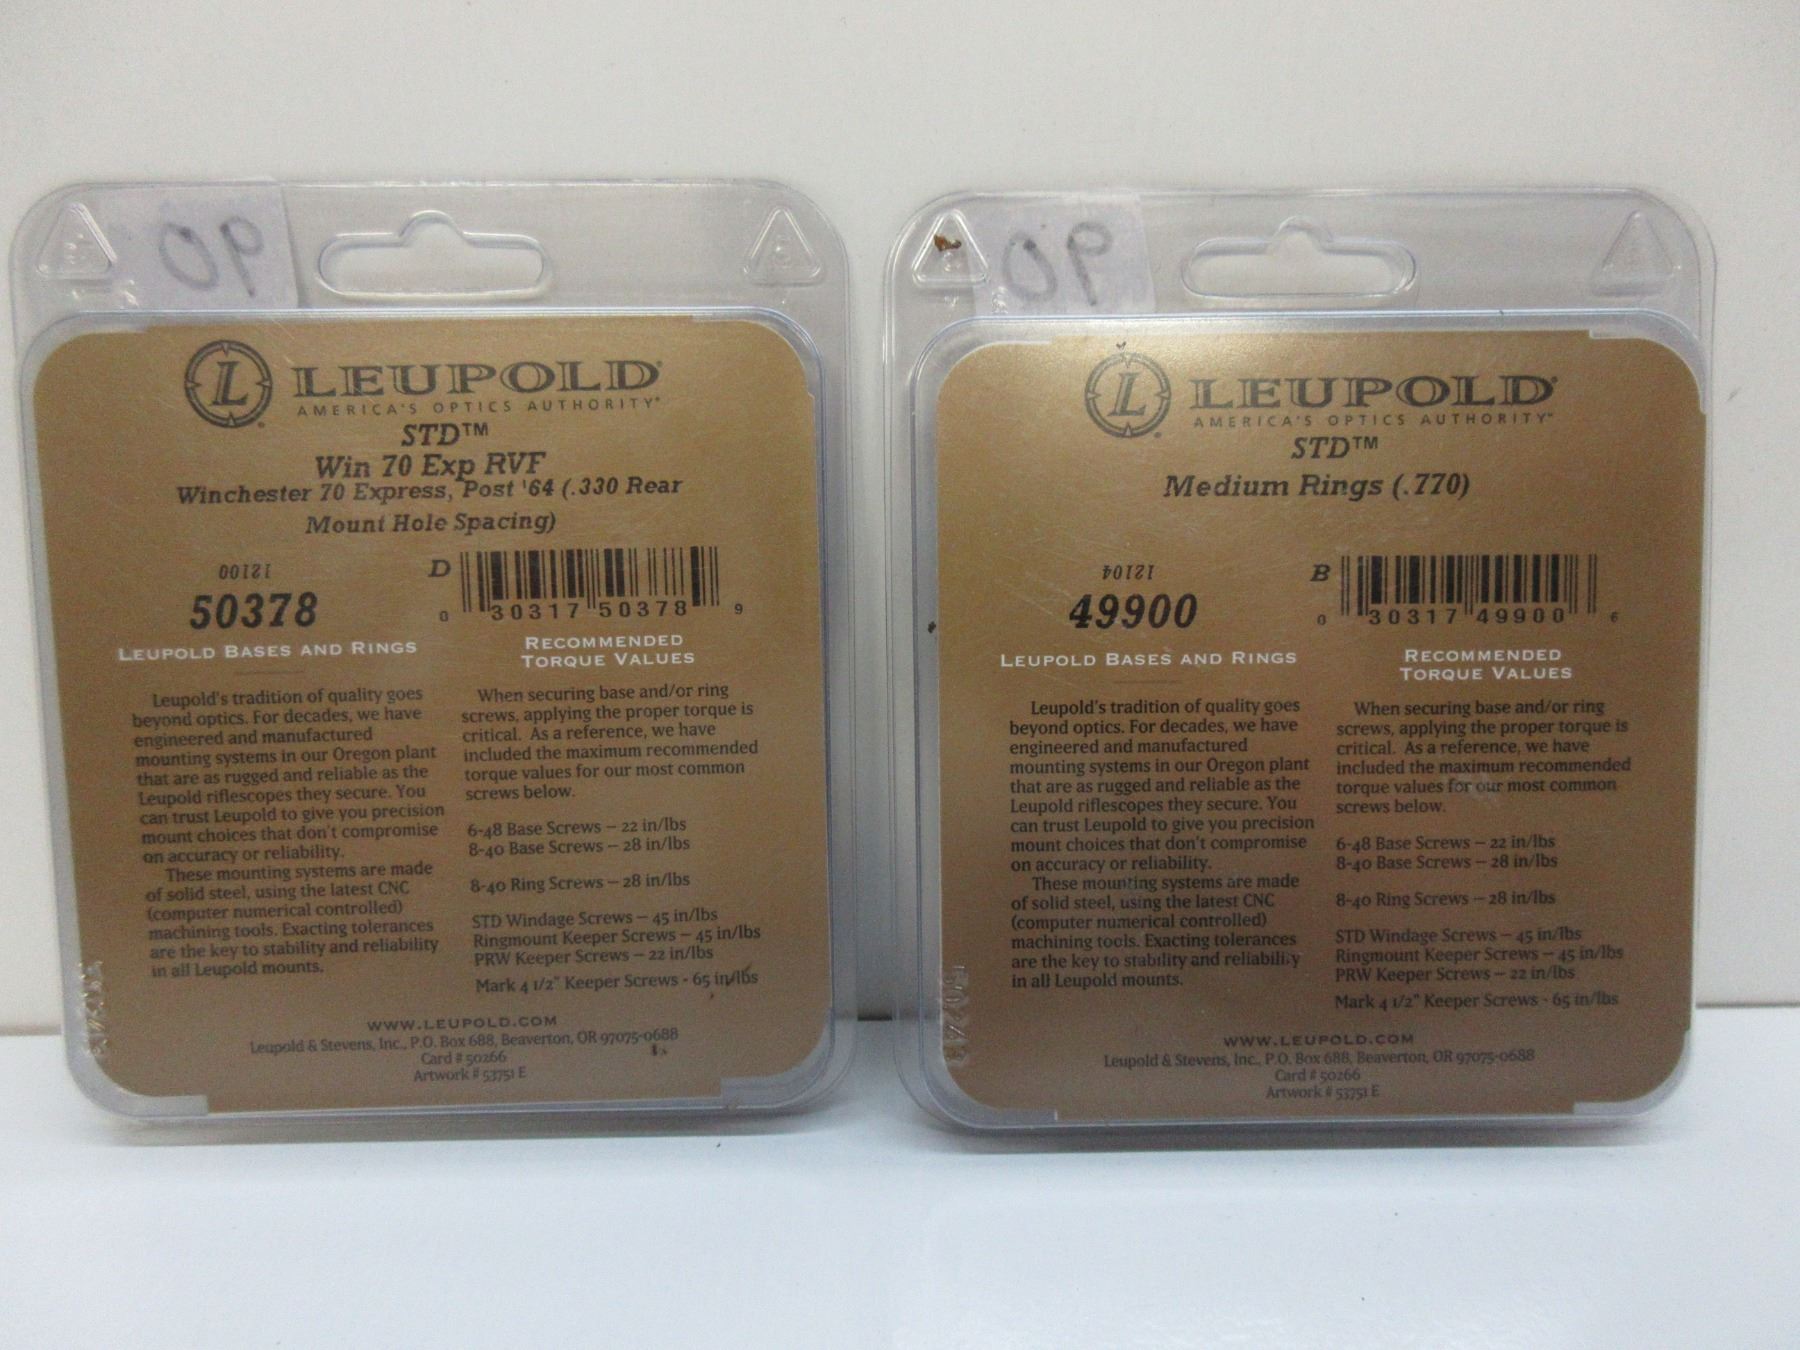 90
LEUPOLD®
AMERICA'S OPTICS AUTHORITY®
STD™
Win 70 Exp RVF
Winchester 70 Express, Post '64 (.330 Rear
Mount Hole Spacing)
12100
50378
D
0 30317 50378 9
LEUPOLD BASES AND RINGS
Leupold's tradition of quality goes
beyond optics. For decades, we have
engineered and manufactured
mounting systems in our Oregon plant
that are as rugged and reliable as the
Leupold riflescopes they secure. You
can trust Leupold to give you precision
mount choices that don't compromise
on accuracy or reliability.
These mounting systems are made
of solid steel, using the latest CNC
(computer numerical controlled)
machining tools. Exacting tolerances
are the key to stability and reliability
in all Leupold mounts.
RECOMMENDED
TORQUE VALUES
When securing base and/or ring
screws, applying the proper torque is
critical. As a reference, we have
included the maximum recommended
torque values for our most common
screws below.
6-48 Base Screws – 22 in/lbs
8-40 Base Screws – 28 in/lbs
8-40 Ring Screws – 28 in/lbs
STD Windage Screws – 45 in/lbs
Ringmount Keeper Screws – 45 in/lbs
PRW Keeper Screws – 22 in/lbs
Mark 4 1/2" Keeper Screws - 65 in/lbs
WWW.LEUPOLD.COM
Leupold & Stevens, Inc., P.O. Box 688, Beaverton, OR 97075-0688
Card # 50266
Artwork # 53751 E
90
LEUPOLD®
AMERICA'S OPTICS AUTHORITY®
STD™
Medium Rings (.770)
12104
49900
B
0 30317 49900 6
LEUPOLD BASES AND RINGS
Leupold's tradition of quality goes
beyond optics. For decades, we have
engineered and manufactured
mounting systems in our Oregon plant
that are as rugged and reliable as the
Leupold riflescopes they secure. You
can trust Leupold to give you precision
mount choices that don't compromise
on accuracy or reliability.
These mounting systems are made
of solid steel, using the latest CNC
(computer numerical controlled)
machining tools. Exacting tolerances
are the key to stability and reliability
in all Leupold mounts.
RECOMMENDED
TORQUE VALUES
When securing base and/or ring
screws, applying the proper torque is
critical. As a reference, we have
included the maximum recommended
torque values for our most common
screws below.
6-48 Base Screws – 22 in/lbs
8-40 Base Screws – 28 in/lbs
8-40 Ring Screws – 28 in/lbs
STD Windage Screws – 45 in/lbs
Ringmount Keeper Screws – 45 in/lbs
PRW Keeper Screws – 22 in/lbs
Mark 4 1/2" Keeper Screws - 65 in/lbs
WWW.LEUPOLD.COM
Leupold & Stevens, Inc., P.O. Box 688, Beaverton, OR 97075-0688
Card # 50266
Artwork # 53751 E